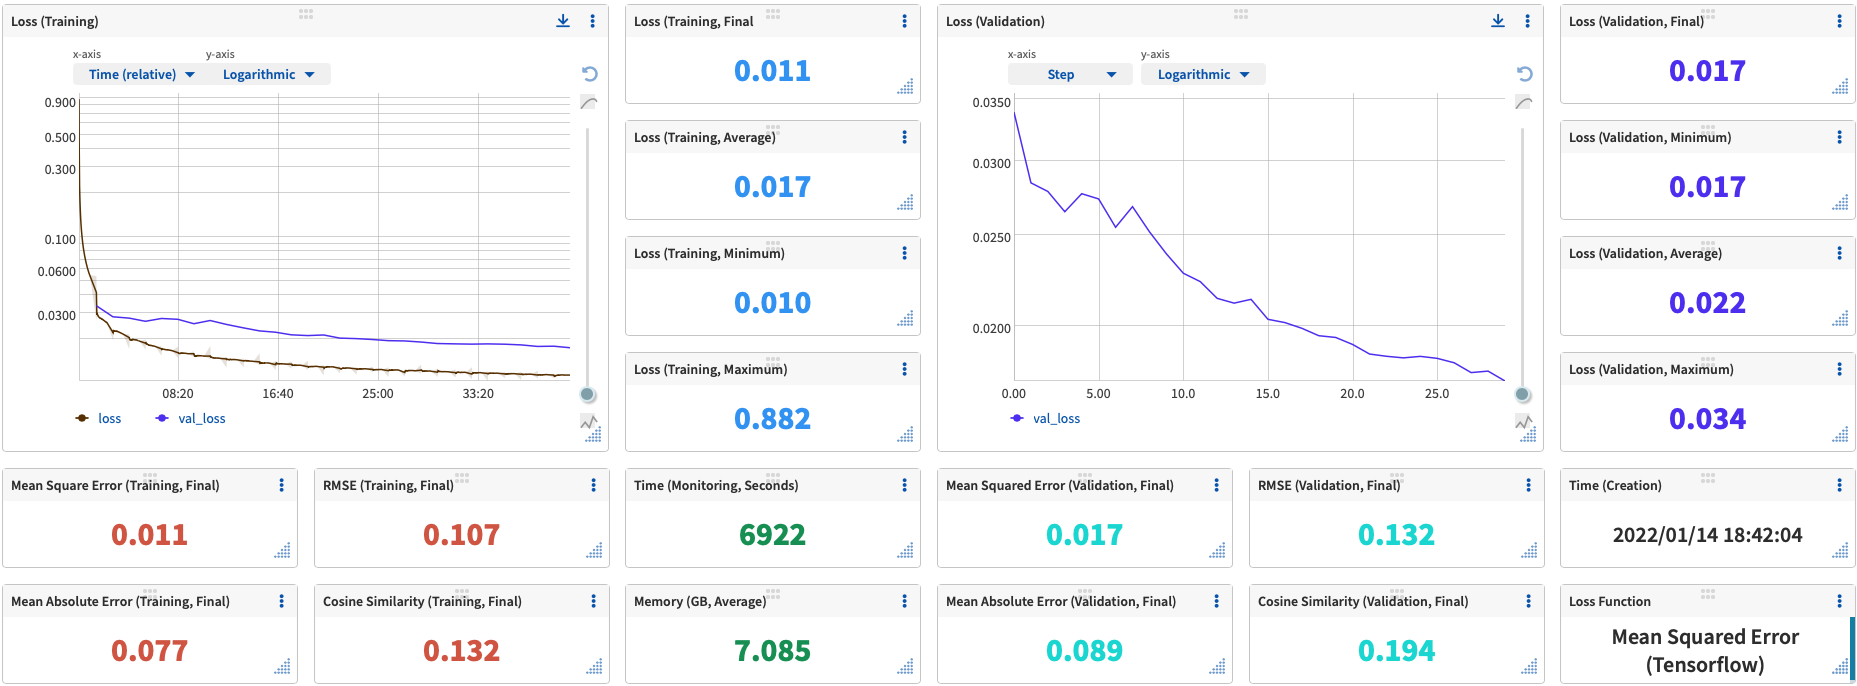 Loss (Training)
x-axis
y-axis
Time (relative)
Logarithmic
0.900
0.500
0.300
0.100
0.0600
0.0300
08:20
16:40
25:00
33:20
loss
val_loss
Loss (Training, Final
0.011
Loss (Training, Average)
0.017
Loss (Training, Minimum)
0.010
Loss (Training, Maximum)
0.882
Loss (Validation)
x-axis
y-axis
Step
Logarithmic
0.0350
0.0300
0.0250
0.0200
0.00
5.00
10.0
15.0
20.0
25.0
val_loss
Loss (Validation, Final)
0.017
Loss (Validation, Minimum)
0.017
Loss (Validation, Average)
0.022
Loss (Validation, Maximum)
0.034
Mean Square Error (Training, Final)
0.011
RMSE (Training, Final)
0.107
Time (Monitoring, Seconds)
6922
Mean Squared Error (Validation, Final)
0.017
RMSE (Validation, Final)
0.132
Time (Creation)
2022/01/14 18:42:04
Mean Absolute Error (Training, Final)
0.077
Cosine Similarity (Training, Final)
0.132
Memory (GB, Average)
7.085
Mean Absolute Error (Validation, Final)
0.089
Cosine Similarity (Validation, Final)
0.194
Loss Function
Mean Squared Error
(Tensorflow)